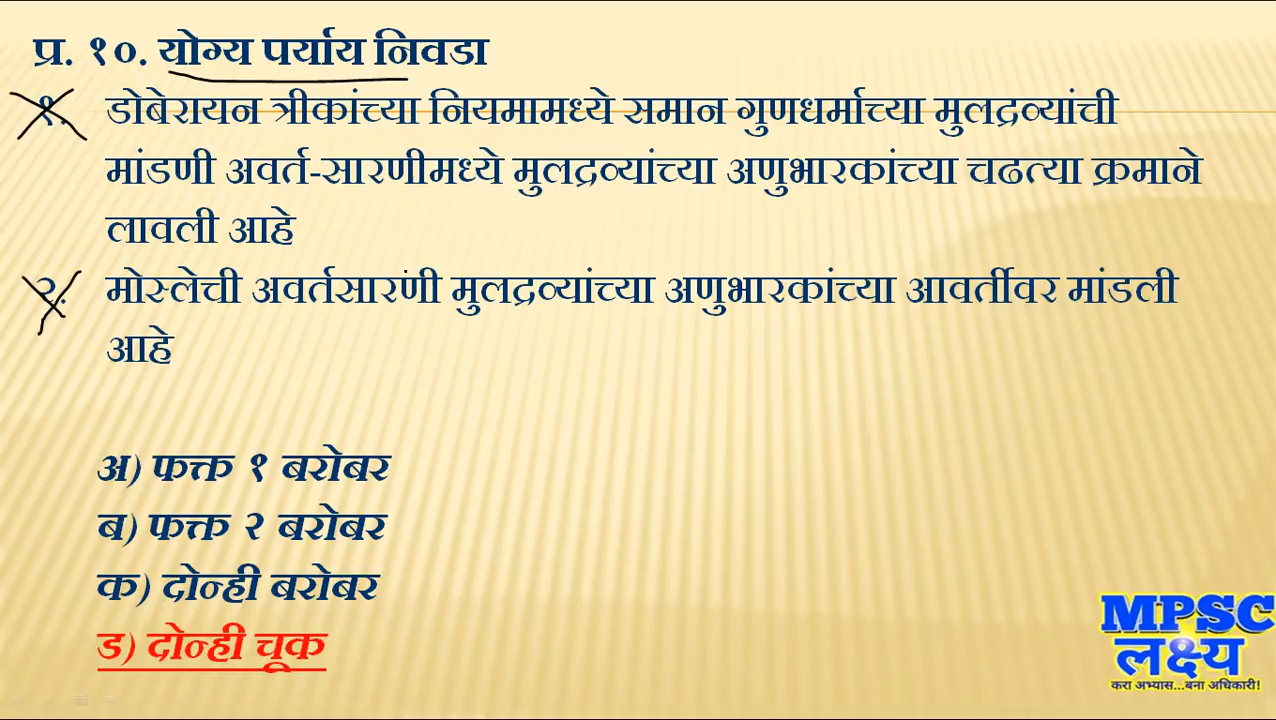 प्र. १०. योग्य पर्याय निवडा
१. डोबेरायन त्रीकांच्या नियमामध्ये समान गुणधर्माच्या मुलद्रव्यांची
मांडणी अवर्त-सारणीमध्ये मुलद्रव्यांच्या अणुभारकांच्या चढत्या क्रमाने
लावली आहे
२. मोस्लेची अवर्तसारंणी मुलद्रव्यांच्या अणुभारकांच्या आवर्तीवर मांडली
आहे
अ) फक्त १ बरोबर
ब) फक्त २ बरोबर
क) दोन्ही बरोबर
ड) दोन्ही चूक
MPSC
लक्ष्य
करा अभ्यास...बना अधिकारी!